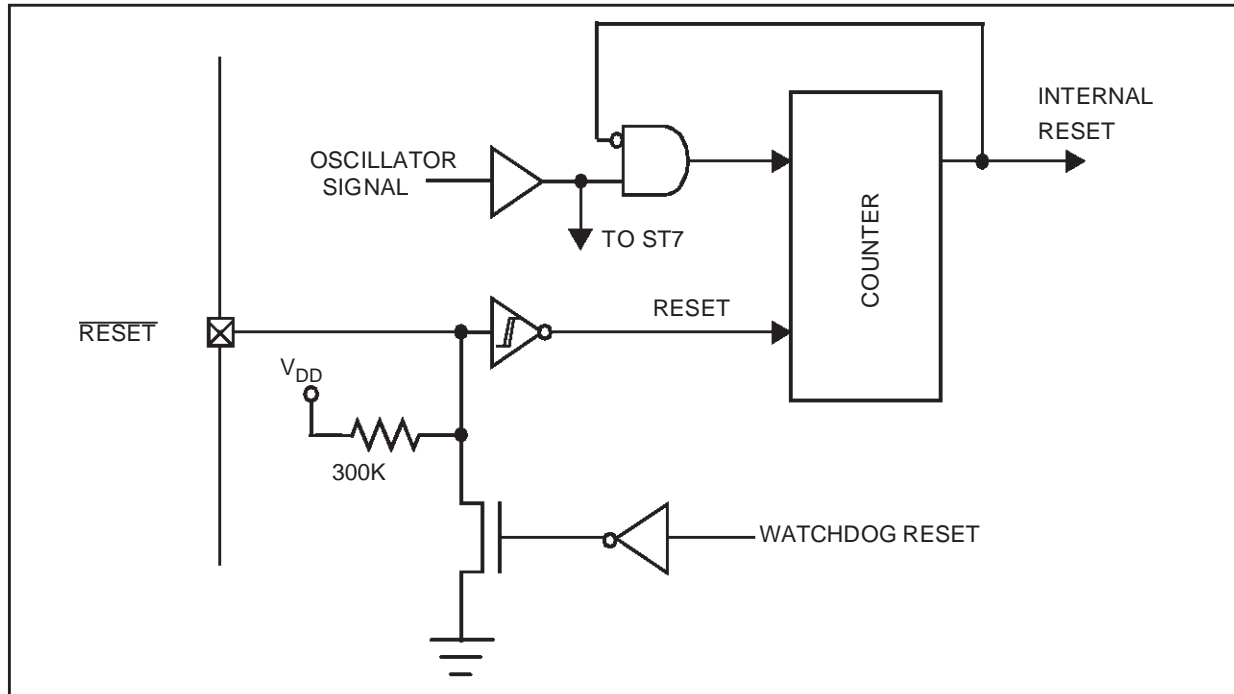 INTERNAL
RESET
OSCILLATOR
SIGNAL
TO ST7
COUNTER
RESET
RESET
VDD
300K
WATCHDOG RESET